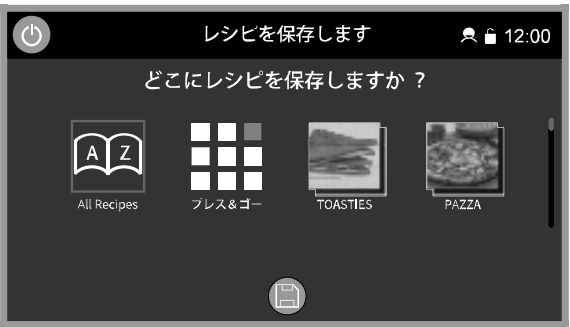 レシピを保存します
12:00
どこにレシピを保存しますか ?
A Z
All Recipes
プレス&ゴー
TOASTIES
PAZZA